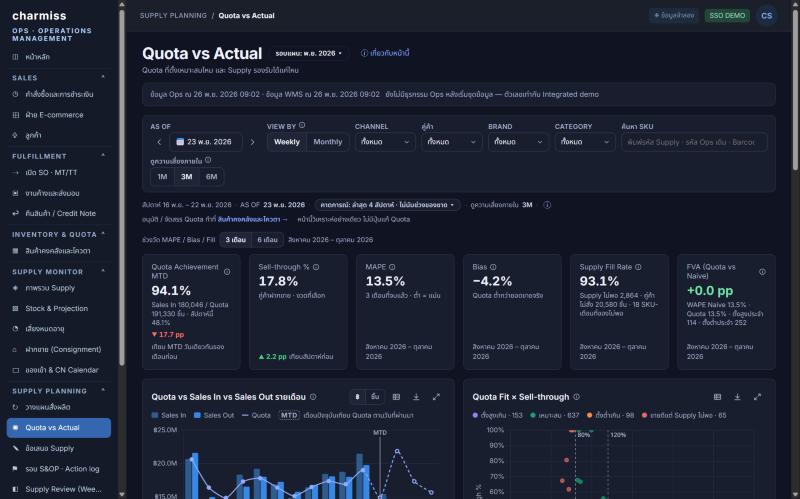 charmiss
OPS · OPERATIONS
MANAGEMENT
หน้าหลัก
SALES
คำสั่งซื้อและการชำระเงิน
ฝ่าย E-commerce
ลูกค้า
FULFILLMENT
เปิด SO · MT/TT
งานค้างและส่งมอบ
คืนสินค้า / Credit Note
INVENTORY & QUOTA
สินค้าคงคลังและโควตา
SUPPLY MONITOR
ภาพรวม Supply
Stock & Projection
เสี่ยงหมดอายุ
ฝากขาย (Consignment)
ของเข้า & CN Calendar
SUPPLY PLANNING
วางแผนสั่งผลิต
Quota vs Actual
ข้อเสนอ Supply
รอบ S&OP · Action log
Supply Review (Wee...
SUPPLY PLANNING / Quota vs Actual
ข้อมูลจำลอง
SSO DEMO
CS
Quota vs Actual
รอบแผน: พ.ย. 2026
เกี่ยวกับหน้านี้
Quota ที่ตั้งเหมาะสมไหม และ Supply รองรับได้แค่ไหน
ข้อมูล Ops ณ 26 พ.ย. 2026 09:02 · ข้อมูล WMS ณ 26 พ.ย. 2026 09:02 ยังไม่มีธุรกรรม Ops หลังเริ่มชุดข้อมูล — ตัวเลขเท่ากับ Integrated demo
AS OF
23 พ.ย. 2026
VIEW BY
Weekly
Monthly
CHANNEL
ทั้งหมด
คู่ค้า
ทั้งหมด
BRAND
ทั้งหมด
CATEGORY
ทั้งหมด
ค้นหา SKU
พิมพ์รหัส Supply · รหัส Ops เดิม · Barco
ดูความเสี่ยงภายใน
1M
3M
6M
สัปดาห์ 16 พ.ย. – 22 พ.ย. 2026 · AS OF 23 พ.ย. 2026 · คาดการณ์: ล่าสุด 4 สัปดาห์ · ไม่นับช่วงของขาด · ดูความเสี่ยงภายใน 3M ·
อนุมัติ / จัดสรร Quota ทำที่ สินค้าคงคลังและโควตา → หน้านี้วิเคราะห์อย่างเดียว ไม่มีปุ่มแก้ Quota
ช่วงวัด MAPE / Bias / Fill
3 เดือน
6 เดือน
สิงหาคม 2026 – ตุลาคม 2026
Quota Achievement
MTD
94.1%
Sales In 180,046 / Quota
191,330 ชิ้น · สัปดาห์นี้
48.1%
▼ 17.7 pp
เทียบ MTD วันเดียวกันของ
เดือนก่อน
Sell-through %
17.8%
คู่ค้าฝากขาย · งวดที่เลือก
▲ 2.2 pp เทียบสัปดาห์ก่อน
MAPE
13.5%
3 เดือนที่จบแล้ว · ต่ำ = แม่น
สิงหาคม 2026 – ตุลาคม
2026
Bias
−4.2%
Quota ต่ำกว่ายอดขายจริง
สิงหาคม 2026 – ตุลาคม
2026
Supply Fill Rate
93.1%
Supply ไม่พอ 2,864 · คู่ค้า
ไม่สั่ง 20,580 ชิ้น · 18 SKU-
เดือนที่ของไม่พอ
สิงหาคม 2026 – ตุลาคม
2026
FVA (Quota vs
Naive)
+0.0 pp
WAPE Naive 13.5% ·
Quota 13.5% · ตั้งสูงประจำ
114 · ตั้งต่ำประจำ 252
สิงหาคม 2026 – ตุลาคม
2026
Quota vs Sales In vs Sales Out รายเดือน
฿
ชิ้น
Sales In
Sales Out
Quota
MTD
เดือนปัจจุบันเทียบ Quota ตามวันที่ผ่านมา
MTD
฿25.0M
฿20.0M
฿15.0M
Quota Fit × Sell-through
ตั้งสูงเกิน · 153
เหมาะสม · 637
ตั้งต่ำเกิน · 98
ขายดีแต่ Supply ไม่พอ · 65
100%
90%
80%
70%
60%
80%
120%